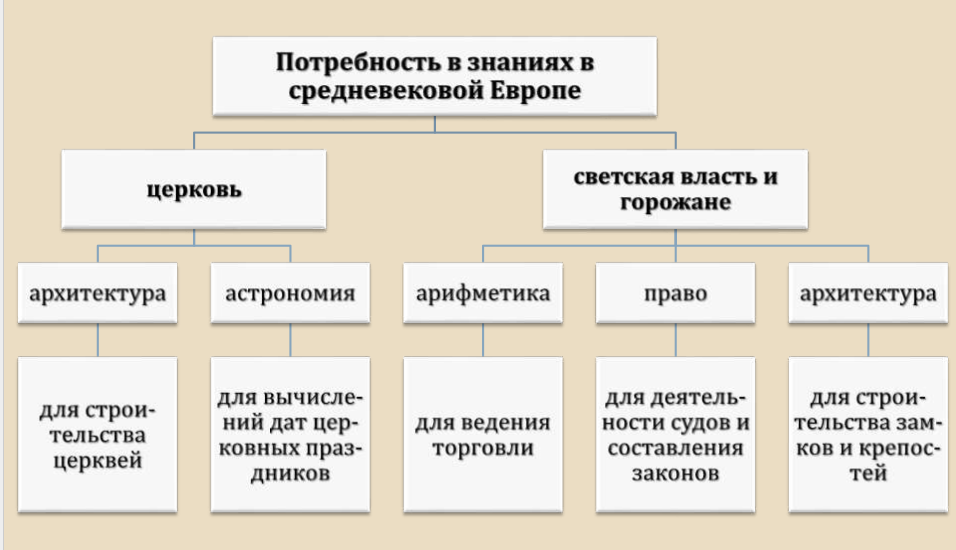 Потребность в знаниях в
средневековой Европе
церковь
светская власть и
горожане
архитектура
астрономия
арифметика
право
архитектура
для строи-
тельства
церквей
для вычисле-
ний дат цер-
ковных праз-
дников
для ведения
торговли
для деятель-
ности судов и
составления
законов
для строи-
тельства зам-
ков и крепос-
тей